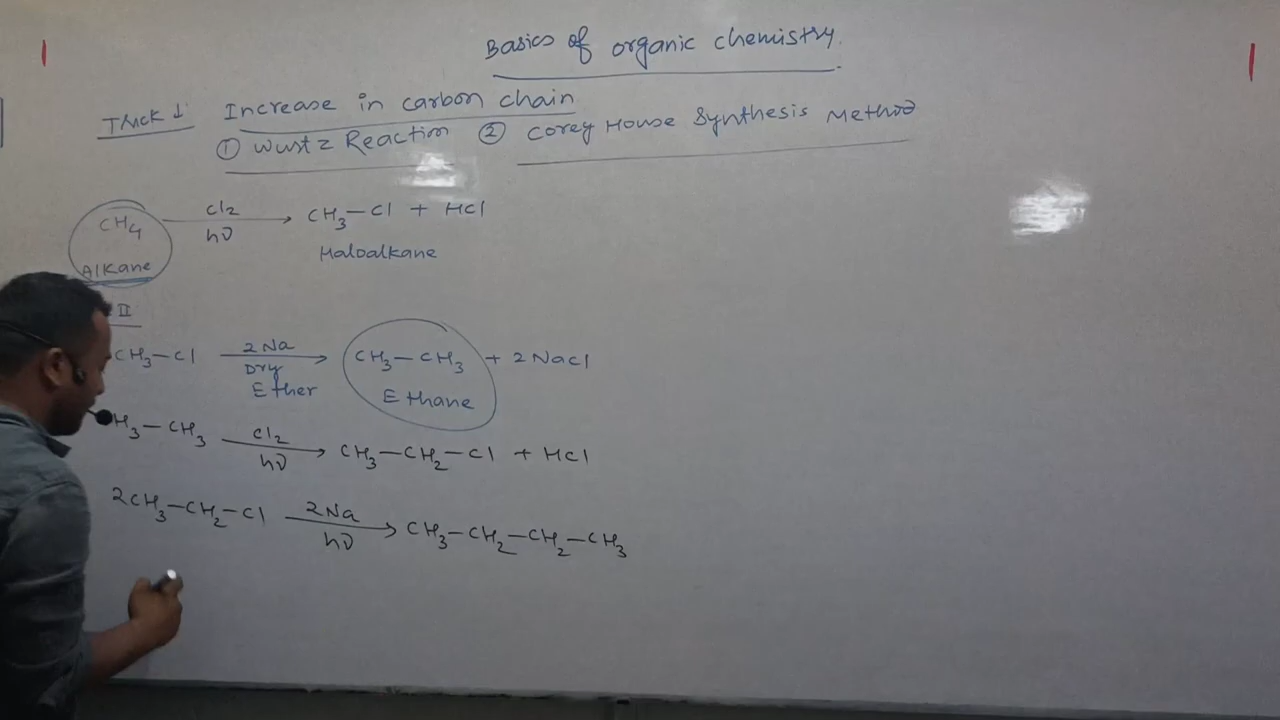 Basics of organic chemistry.
Trick ↓ Increase in carbon chain
① Wurtz Reaction ② Corey House Synthesis Method
CH₄ Cl₂ hν → CH₃—Cl + HCl
Alkane Haloalkane
II
CH₃—Cl 2Na Dry Ether → CH₃—CH₃ + 2NaCl
Ethane
H₃—CH₃ Cl₂ hν → CH₃—CH₂—Cl + HCl
2CH₃—CH₂—Cl 2Na hν → CH₃—CH₂—CH₂—CH₃